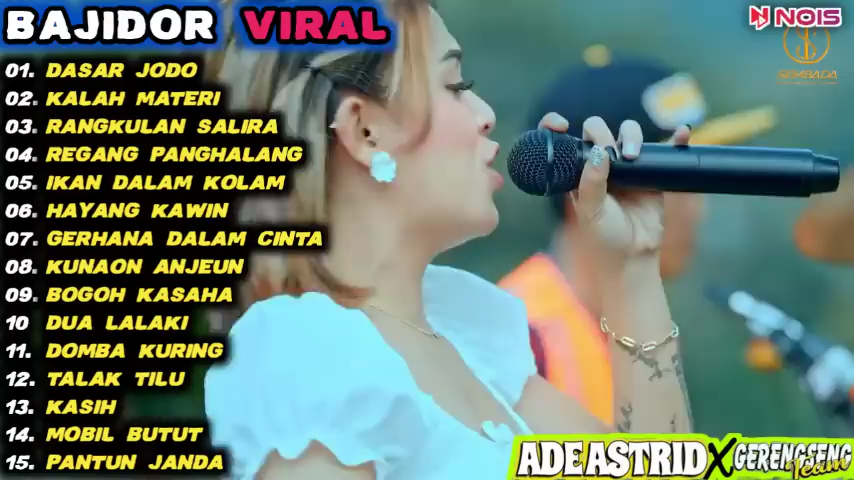 BAJIDOR VIRAL
NOIS
SEMBADA
01. DASAR JODO
02. KALAH MATERI
03. RANGKULAN SALIRA
04. REGANG PANGHALANG
05. IKAN DALAM KOLAM
06. HAYANG KAWIN
07. GERHANA DALAM CINTA
08. KUNAON ANJEUN
09. BOGOH KASAHA
10 DUA LALAKI
11. DOMBA KURING
12. TALAK TILU
13. KASIH
14. MOBIL BUTUT
15. PANTUN JANDA
ADE ASTRID X GERENGSENG
Team